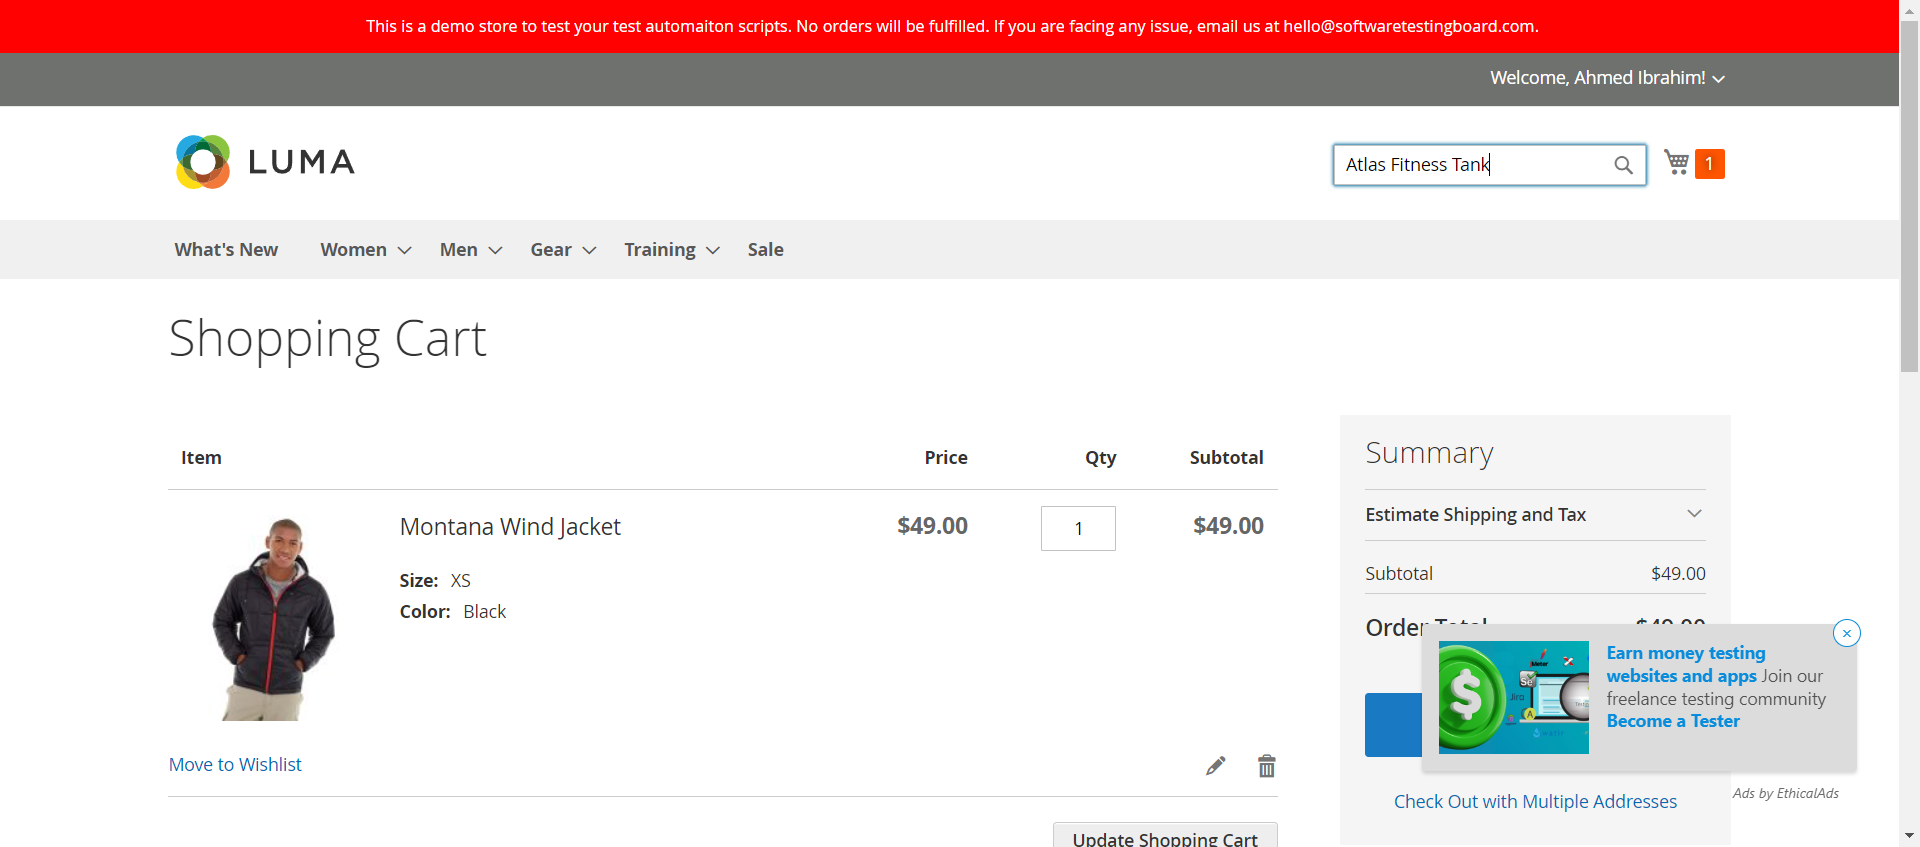 This is a demo store to test your test automaiton scripts. No orders will be fulfilled. If you are facing any issue, email us at hello@softwaretestingboard.com.
Welcome, Ahmed Ibrahim!
LUMA
Atlas Fitness Tank
1
What's New Women Men Gear Training Sale
Shopping Cart
Item Price Qty Subtotal
Montana Wind Jacket $49.00 1 $49.00
Size: XS
Color: Black
Move to Wishlist
Update Shopping Cart
Summary
Estimate Shipping and Tax
Subtotal $49.00
Order Total $49.00
Earn money testing
websites and apps Join our
freelance testing community
Become a Tester
Check Out with Multiple Addresses
Ads by EthicalAds